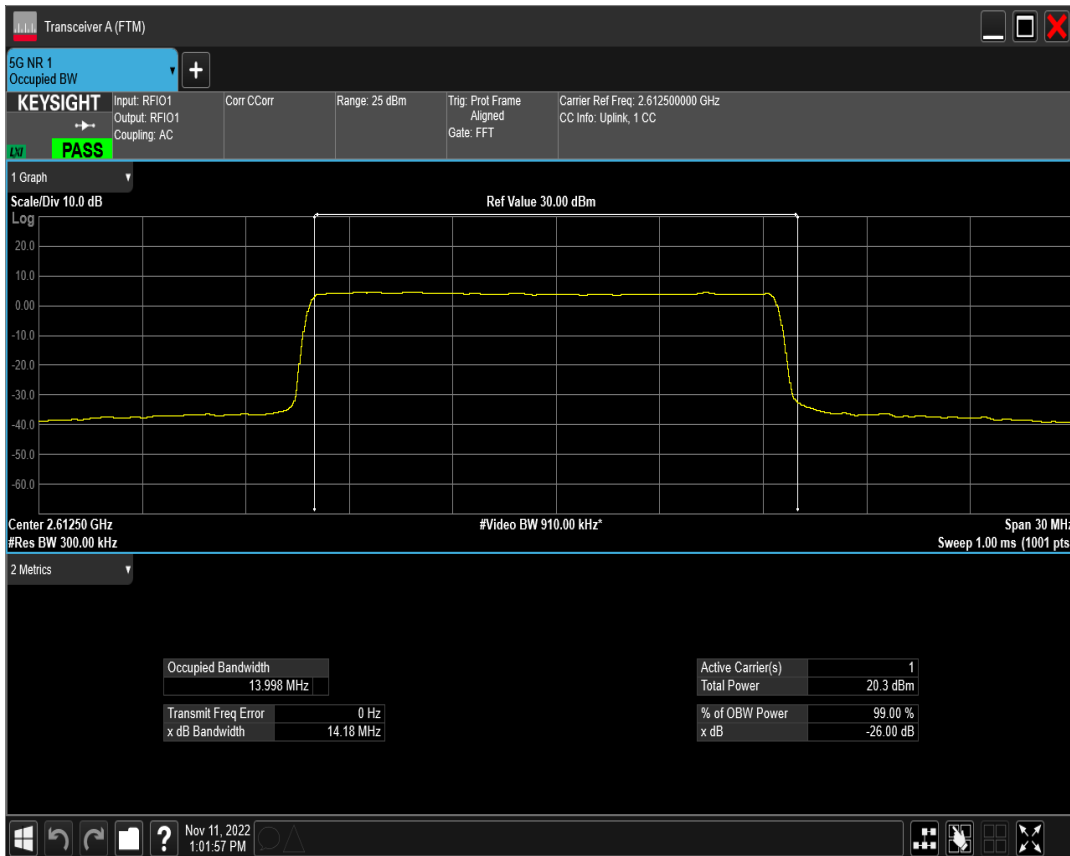 Transceiver A (FTM)
5G NR 1
Occupied BW
+
KEYSIGHT
LXI
PASS
Input: RFIO1
Output: RFIO1
Coupling: AC
Corr CCorr
Range: 25 dBm
Trig: Prot Frame
Aligned
Gate: FFT
Carrier Ref Freq: 2.612500000 GHz
CC Info: Uplink, 1 CC
1 Graph
Scale/Div 10.0 dB
Ref Value 30.00 dBm
Log
20.0
10.0
0.00
-10.0
-20.0
-30.0
-40.0
-50.0
-60.0
Center 2.61250 GHz
#Video BW 910.00 kHz*
Span 30 MHz
#Res BW 300.00 kHz
Sweep 1.00 ms (1001 pts
2 Metrics
Occupied Bandwidth
13.998 MHz
Transmit Freq Error 0 Hz
x dB Bandwidth 14.18 MHz
Active Carrier(s) 1
Total Power 20.3 dBm
% of OBW Power 99.00 %
x dB -26.00 dB
?
Nov 11, 2022
1:01:57 PM